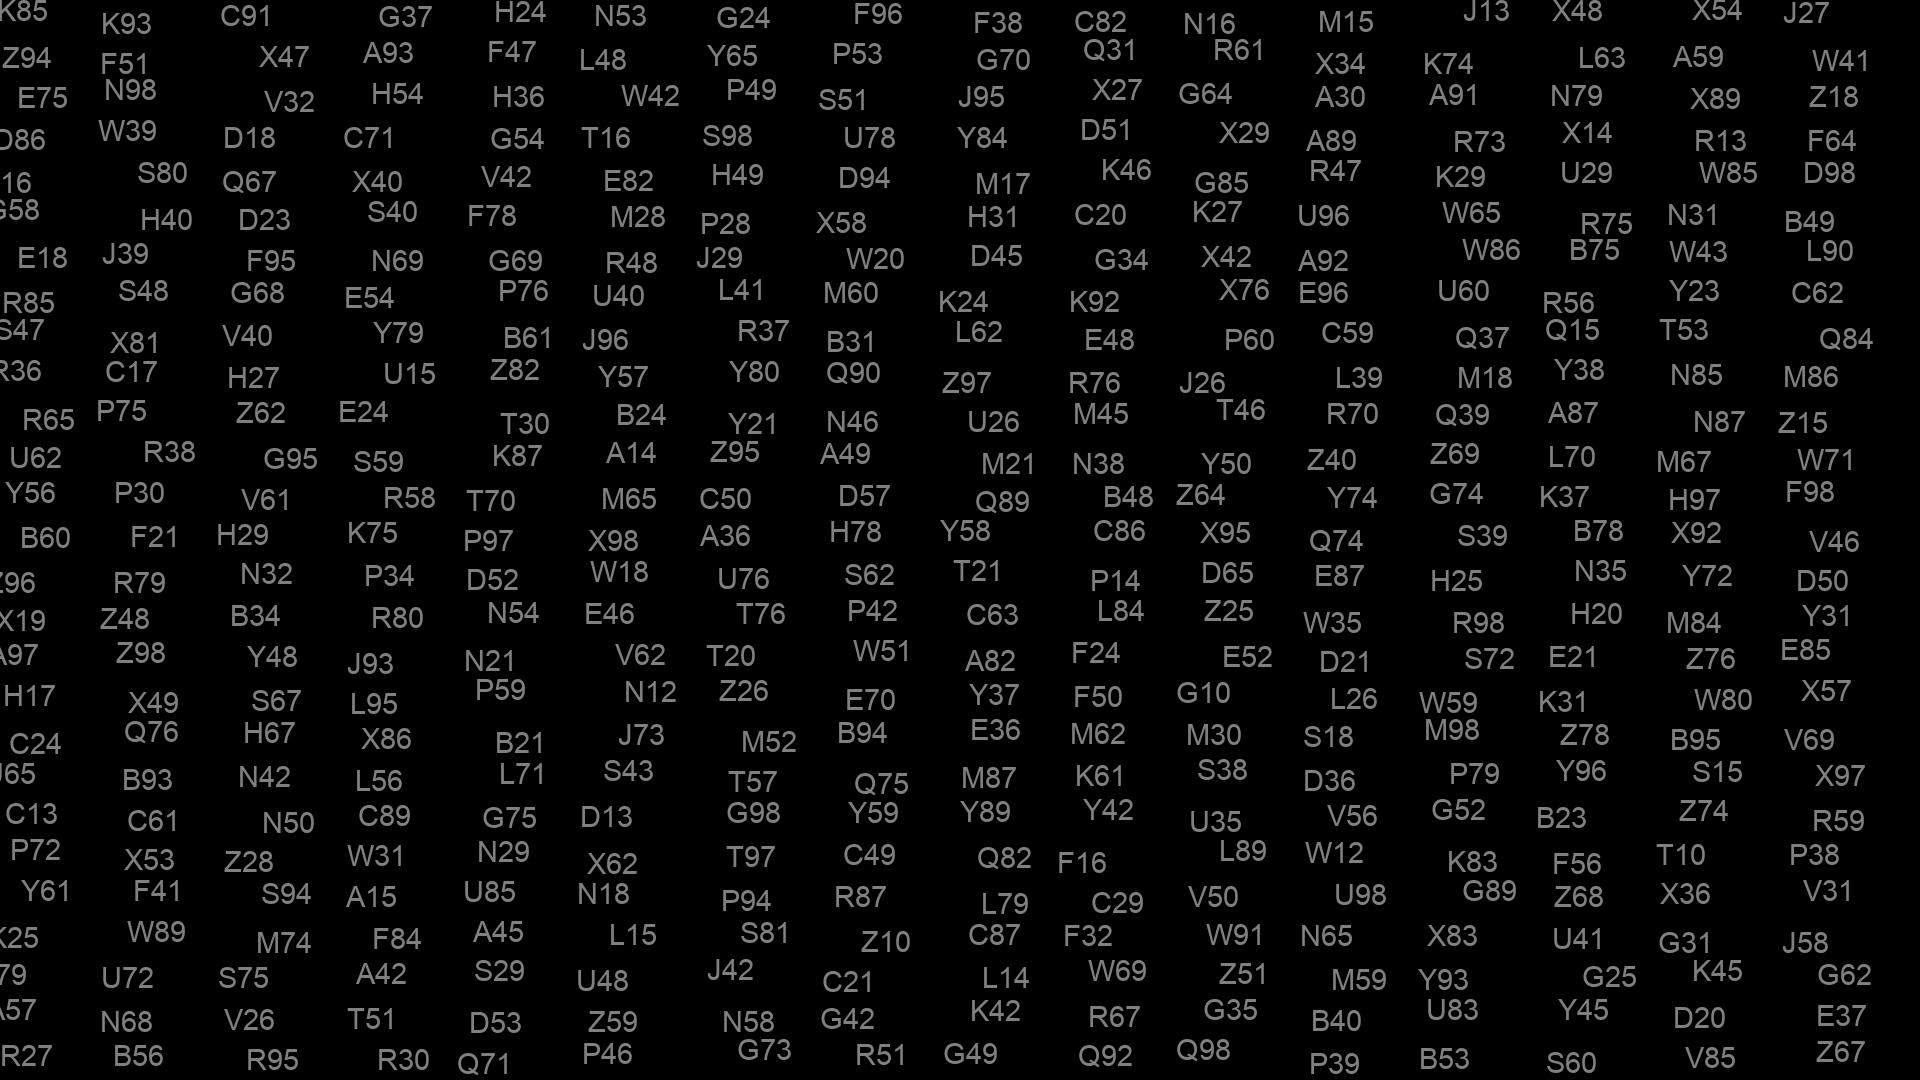 K85 K93 C91 G37 H24 N53 G24 F96 F38 C82 N16 M15 J13 X48 X54 J27
Z94 F51 X47 A93 F47 L48 Y65 P53 G70 Q31 R61 X34 K74 L63 A59 W41
E75 N98 V32 H54 H36 W42 P49 S51 J95 X27 G64 A30 A91 N79 X89 Z18
D86 W39 D18 C71 G54 T16 S98 U78 Y84 D51 X29 A89 R73 X14 R13 F64
16 S80 Q67 X40 V42 E82 H49 D94 M17 K46 G85 R47 K29 U29 W85 D98
G58 H40 D23 S40 F78 M28 P28 X58 H31 C20 K27 U96 W65 R75 N31 B49
E18 J39 F95 N69 G69 R48 J29 W20 D45 G34 X42 A92 W86 B75 W43 L90
R85 S48 G68 E54 P76 U40 L41 M60 K24 K92 X76 E96 U60 R56 Y23 C62
S47 X81 V40 Y79 B61 J96 R37 B31 L62 E48 P60 C59 Q37 Q15 T53 Q84
R36 C17 H27 U15 Z82 Y57 Y80 Q90 Z97 R76 J26 L39 M18 Y38 N85 M86
R65 P75 Z62 E24 T30 B24 Y21 N46 U26 M45 T46 R70 Q39 A87 N87 Z15
U62 R38 G95 S59 K87 A14 Z95 A49 M21 N38 Y50 Z40 Z69 L70 M67 W71
Y56 P30 V61 R58 T70 M65 C50 D57 Q89 B48 Z64 Y74 G74 K37 H97 F98
B60 F21 H29 K75 P97 X98 A36 H78 Y58 C86 X95 Q74 S39 B78 X92 V46
Z96 R79 N32 P34 D52 W18 U76 S62 T21 P14 D65 E87 H25 N35 Y72 D50
X19 Z48 B34 R80 N54 E46 T76 P42 C63 L84 Z25 W35 R98 H20 M84 Y31
A97 Z98 Y48 J93 N21 V62 T20 W51 A82 F24 E52 D21 S72 E21 Z76 E85
H17 X49 S67 L95 P59 N12 Z26 E70 Y37 F50 G10 L26 W59 K31 W80 X57
C24 Q76 H67 X86 B21 J73 M52 B94 E36 M62 M30 S18 M98 Z78 B95 V69
65 B93 N42 L56 L71 S43 T57 Q75 M87 K61 S38 D36 P79 Y96 S15 X97
C13 C61 N50 C89 G75 D13 G98 Y59 Y89 Y42 U35 V56 G52 B23 Z74 R59
P72 X53 Z28 W31 N29 X62 T97 C49 Q82 F16 L89 W12 K83 F56 T10 P38
Y61 F41 S94 A15 U85 N18 P94 R87 L79 C29 V50 U98 G89 Z68 X36 V31
K25 W89 M74 F84 A45 L15 S81 Z10 C87 F32 W91 N65 X83 U41 G31 J58
79 U72 S75 A42 S29 U48 J42 C21 L14 W69 Z51 M59 Y93 G25 K45 G62
57 N68 V26 T51 D53 Z59 N58 G42 K42 R67 G35 B40 U83 Y45 D20 E37
R27 B56 R95 R30 Q71 P46 G73 R51 G49 Q92 Q98 P39 B53 S60 V85 Z67